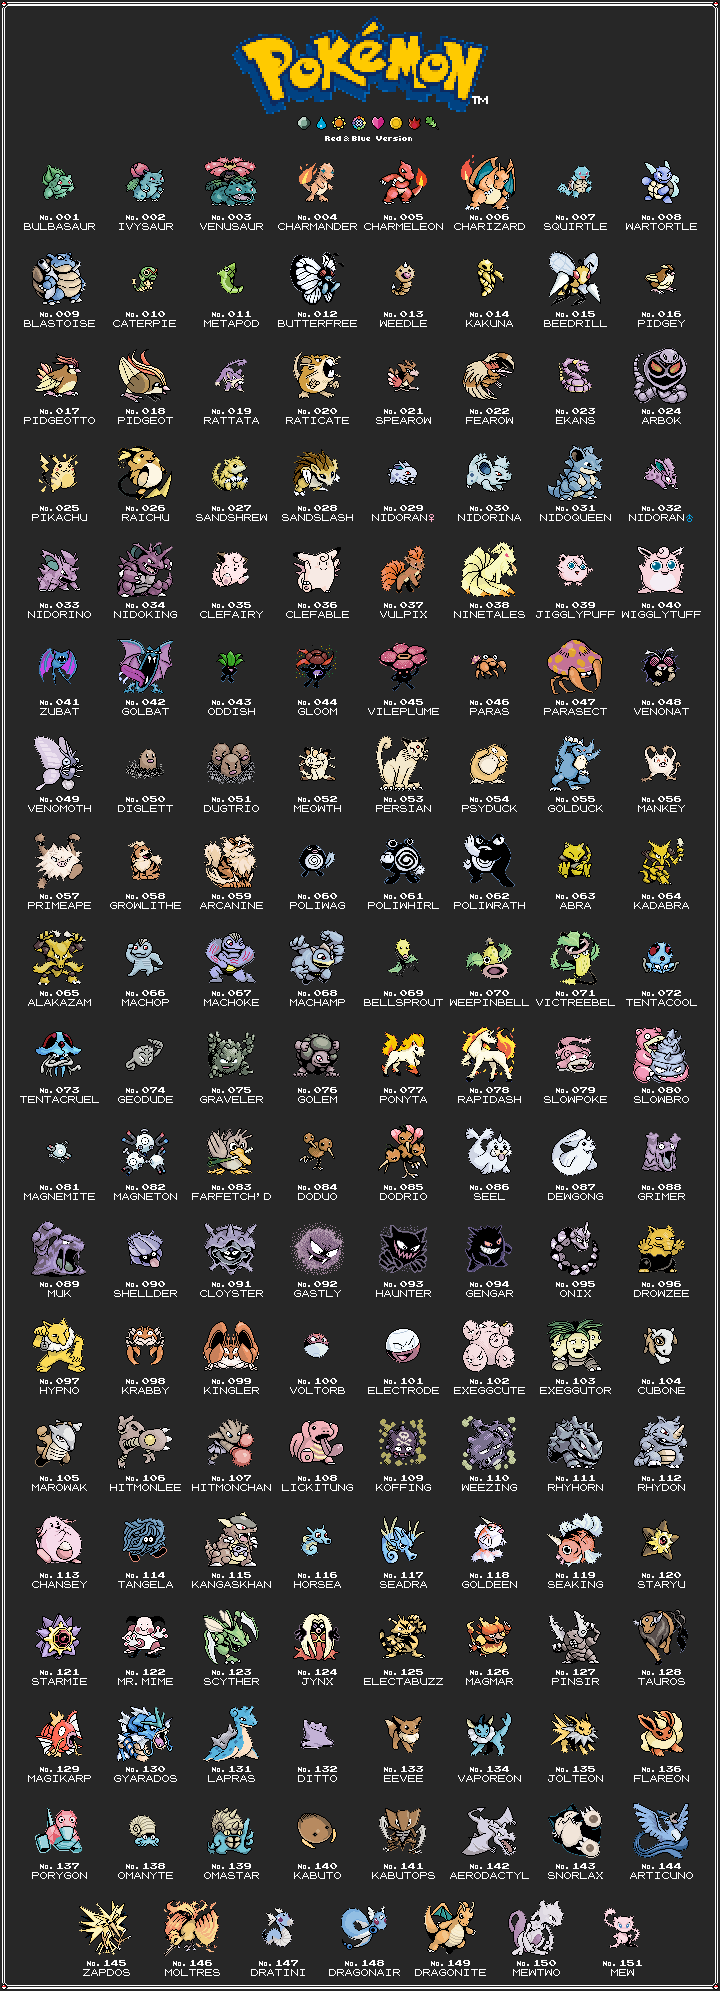 POKéMON
TM
Red & Blue Version
No. 001 No. 002 No. 003 No. 004 No. 005 No. 006 No. 007 No. 008
BULBASAUR IVYSAUR VENUSAUR CHARMANDER CHARMELEON CHARIZARD SQUIRTLE WARTORTLE
No. 009 No. 010 No. 011 No. 012 No. 013 No. 014 No. 015 No. 016
BLASTOISE CATERPIE METAPOD BUTTERFREE WEEDLE KAKUNA BEEDRILL PIDGEY
No. 017 No. 018 No. 019 No. 020 No. 021 No. 022 No. 023 No. 024
PIDGEOTTO PIDGEOT RATTATA RATICATE SPEAROW FEAROW EKANS ARBOK
No. 025 No. 026 No. 027 No. 028 No. 029 No. 030 No. 031 No. 032
PIKACHU RAICHU SANDSHREW SANDSLASH NIDORAN♀ NIDORINA NIDOQUEEN NIDORAN♂
No. 033 No. 034 No. 035 No. 036 No. 037 No. 038 No. 039 No. 040
NIDORINO NIDOKING CLEFAIRY CLEFABLE VULPIX NINETALES JIGGLYPUFF WIGGLYTUFF
No. 041 No. 042 No. 043 No. 044 No. 045 No. 046 No. 047 No. 048
ZUBAT GOLBAT ODDISH GLOOM VILEPLUME PARAS PARASECT VENONAT
No. 049 No. 050 No. 051 No. 052 No. 053 No. 054 No. 055 No. 056
VENOMOTH DIGLETT DUGTRIO MEOWTH PERSIAN PSYDUCK GOLDUCK MANKEY
No. 057 No. 058 No. 059 No. 060 No. 061 No. 062 No. 063 No. 064
PRIMEAPE GROWLITHE ARCANINE POLIWAG POLIWHIRL POLIWRATH ABRA KADABRA
No. 065 No. 066 No. 067 No. 068 No. 069 No. 070 No. 071 No. 072
ALAKAZAM MACHOP MACHOKE MACHAMP BELLSPROUT WEEPINBELL VICTREEBEL TENTACOOL
No. 073 No. 074 No. 075 No. 076 No. 077 No. 078 No. 079 No. 080
TENTACRUEL GEODUDE GRAVELER GOLEM PONYTA RAPIDASH SLOWPOKE SLOWBRO
No. 081 No. 082 No. 083 No. 084 No. 085 No. 086 No. 087 No. 088
MAGNEMITE MAGNETON FARFETCH'D DODUO DODRIO SEEL DEWGONG GRIMER
No. 089 No. 090 No. 091 No. 092 No. 093 No. 094 No. 095 No. 096
MUK SHELLDER CLOYSTER GASTLY HAUNTER GENGAR ONIX DROWZEE
No. 097 No. 098 No. 099 No. 100 No. 101 No. 102 No. 103 No. 104
HYPNO KRABBY KINGLER VOLTORB ELECTRODE EXEGGCUTE EXEGGUTOR CUBONE
No. 105 No. 106 No. 107 No. 108 No. 109 No. 110 No. 111 No. 112
MAROWAK HITMONLEE HITMONCHAN LICKITUNG KOFFING WEEZING RHYHORN RHYDON
No. 113 No. 114 No. 115 No. 116 No. 117 No. 118 No. 119 No. 120
CHANSEY TANGELA KANGASKHAN HORSEA SEADRA GOLDEEN SEAKING STARYU
No. 121 No. 122 No. 123 No. 124 No. 125 No. 126 No. 127 No. 128
STARMIE MR. MIME SCYTHER JYNX ELECTABUZZ MAGMAR PINSIR TAUROS
No. 129 No. 130 No. 131 No. 132 No. 133 No. 134 No. 135 No. 136
MAGIKARP GYARADOS LAPRAS DITTO EEVEE VAPOREON JOLTEON FLAREON
No. 137 No. 138 No. 139 No. 140 No. 141 No. 142 No. 143 No. 144
PORYGON OMANYTE OMASTAR KABUTO KABUTOPS AERODACTYL SNORLAX ARTICUNO
No. 145 No. 146 No. 147 No. 148 No. 149 No. 150 No. 151
ZAPDOS MOLTRES DRATINI DRAGONAIR DRAGONITE MEWTWO MEW